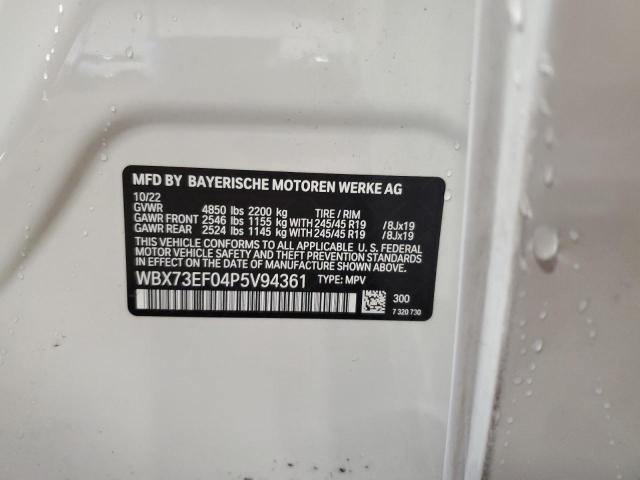 MFD BY BAYERISCHE MOTOREN WERKE AG
10/22
GVWR 4850 lbs 2200 kg TIRE / RIM
GAWR FRONT 2546 lbs 1155 kg WITH 245/45 R19 /8Jx19
GAWR REAR 2524 lbs 1145 kg WITH 245/45 R19 /8Jx19
THIS VEHICLE CONFORMS TO ALL APPLICABLE U. S. FEDERAL
MOTOR VEHICLE SAFETY AND THEFT PREVENTION STANDARDS
IN EFFECT ON THE DATE OF MANUFACTURE SHOWN ABOVE.
WBX73EF04P5V94361 TYPE: MPV
300
7 320 730